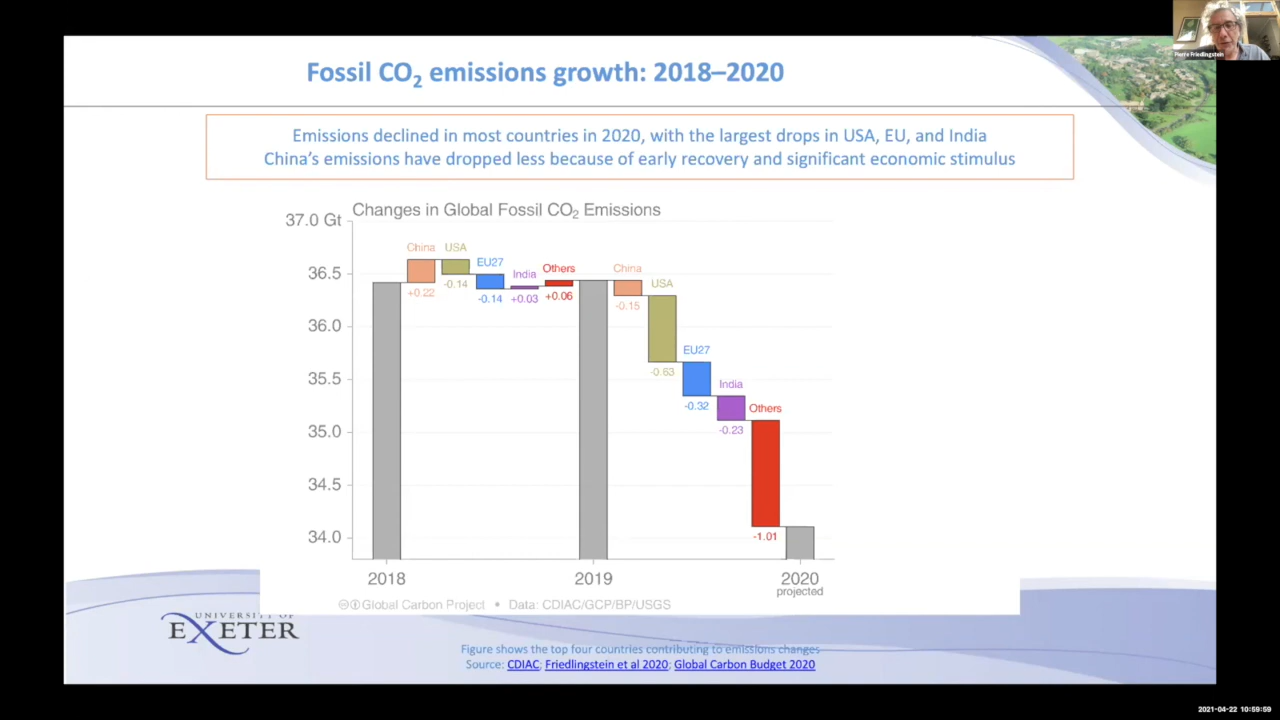 Pierre Friedlingstein
Fossil CO₂ emissions growth: 2018–2020
Emissions declined in most countries in 2020, with the largest drops in USA, EU, and India
China's emissions have dropped less because of early recovery and significant economic stimulus
Changes in Global Fossil CO₂ Emissions
37.0 Gt
36.5
36.0
35.5
35.0
34.5
34.0
China
+0.22
USA
-0.14
EU27
-0.14
India
+0.03
Others
+0.06
China
-0.15
USA
-0.63
EU27
-0.32
India
-0.23
Others
-1.01
2018
2019
2020
projected
Global Carbon Project • Data: CDIAC/GCP/BP/USGS
UNIVERSITY OF
EXETER
Figure shows the top four countries contributing to emissions changes
Source: CDIAC; Friedlingstein et al 2020; Global Carbon Budget 2020
2021-04-22 10:59:59